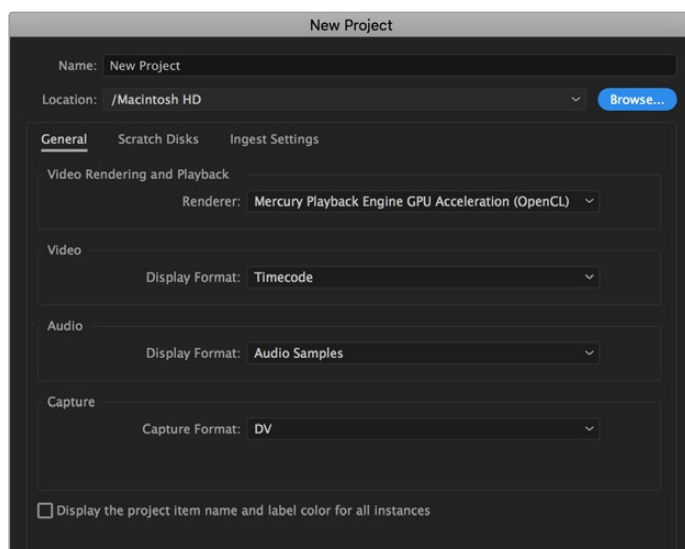 New Project
Name: New Project
Location: /Macintosh HD Browse...
General Scratch Disks Ingest Settings
Video Rendering and Playback
Renderer: Mercury Playback Engine GPU Acceleration (OpenCL)
Video
Display Format: Timecode
Audio
Display Format: Audio Samples
Capture
Capture Format: DV
Display the project item name and label color for all instances